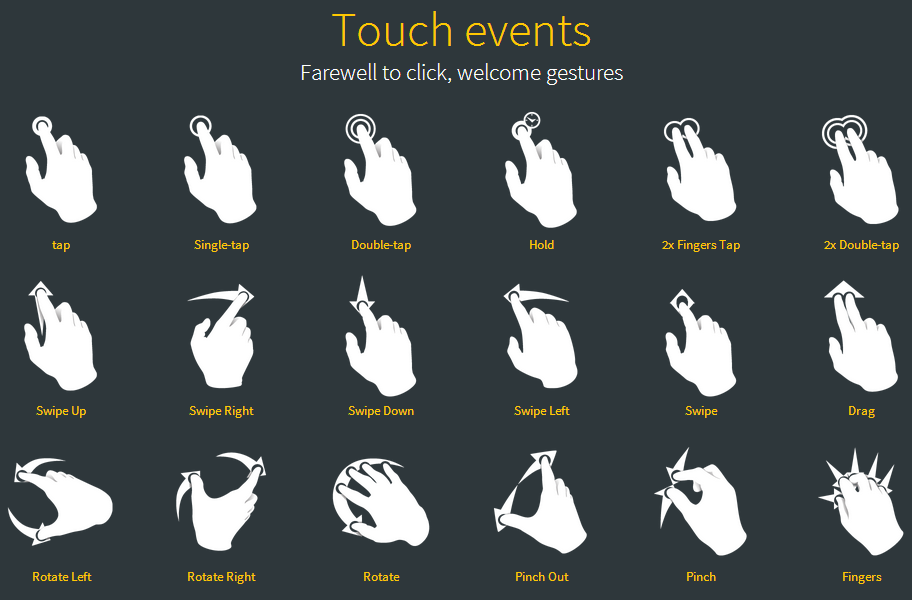 Touch events
Farewell to click, welcome gestures
tap
Single-tap
Double-tap
Hold
2x Fingers Tap
2x Double-tap
Swipe Up
Swipe Right
Swipe Down
Swipe Left
Swipe
Drag
Rotate Left
Rotate Right
Rotate
Pinch Out
Pinch
Fingers